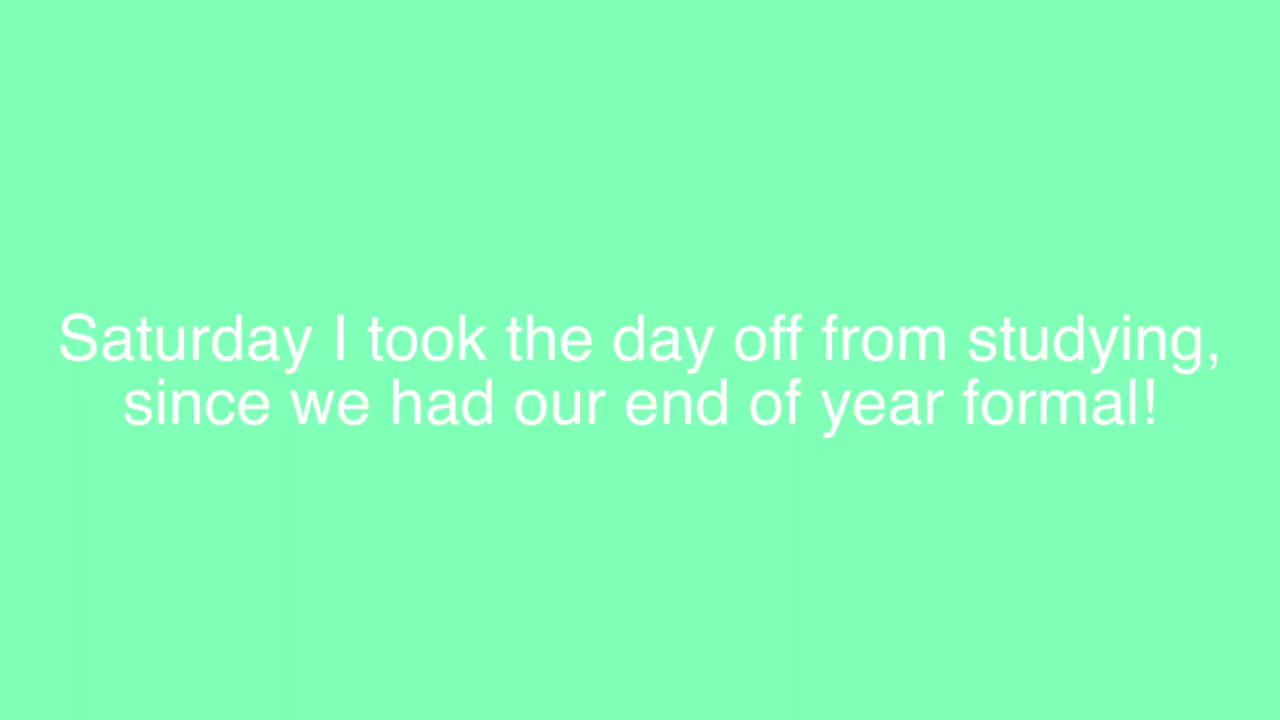 Saturday I took the day off from studying,
since we had our end of year formal!